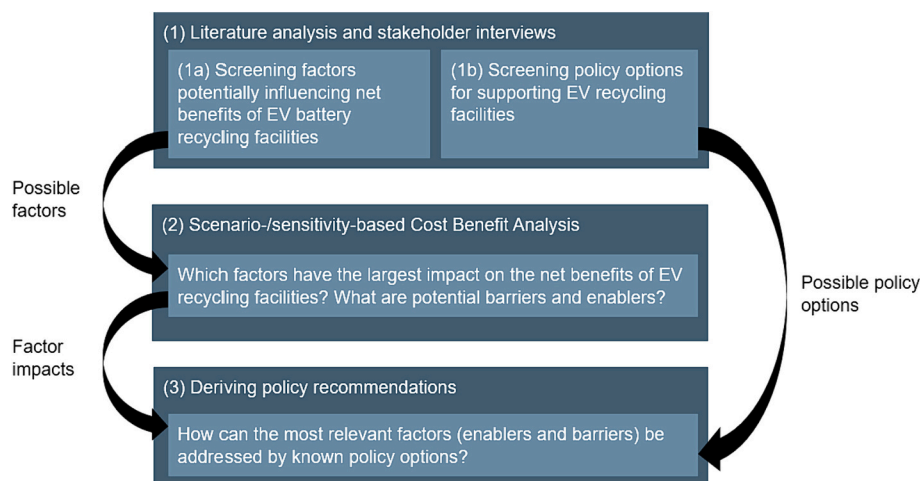 (1) Literature analysis and stakeholder interviews
(1a) Screening factors
potentially influencing net
benefits of EV battery
recycling facilities
(1b) Screening policy options
for supporting EV recycling
facilities
Possible
factors
(2) Scenario-/sensitivity-based Cost Benefit Analysis
Which factors have the largest impact on the net benefits of EV
recycling facilities? What are potential barriers and enablers?
Possible policy
options
Factor
impacts
(3) Deriving policy recommendations
How can the most relevant factors (enablers and barriers) be
addressed by known policy options?